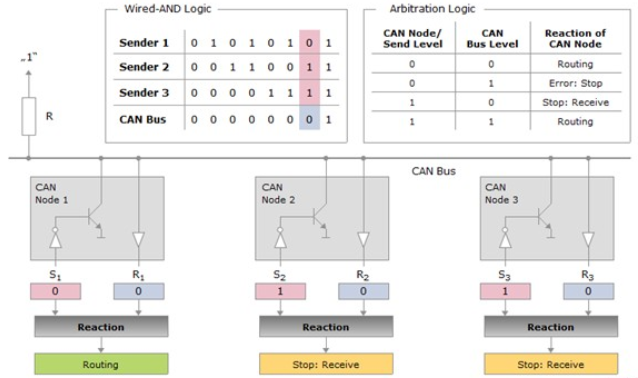 Wired-AND Logic
Sender 1 0 1 0 1 0 1 0 1
Sender 2 0 0 1 1 0 0 1 1
Sender 3 0 0 0 0 1 1 1 1
CAN Bus 0 0 0 0 0 0 0 1
Arbitration Logic
CAN Node/ CAN Reaction of
Send Level Bus Level CAN Node
0 0 Routing
0 1 Error: Stop
1 0 Stop: Receive
1 1 Routing
„1“
R
CAN Bus
CAN
Node 1
S1 R1
0 0
Reaction
Routing
CAN
Node 2
S2 R2
1 0
Reaction
Stop: Receive
CAN
Node 3
S3 R3
1 0
Reaction
Stop: Receive